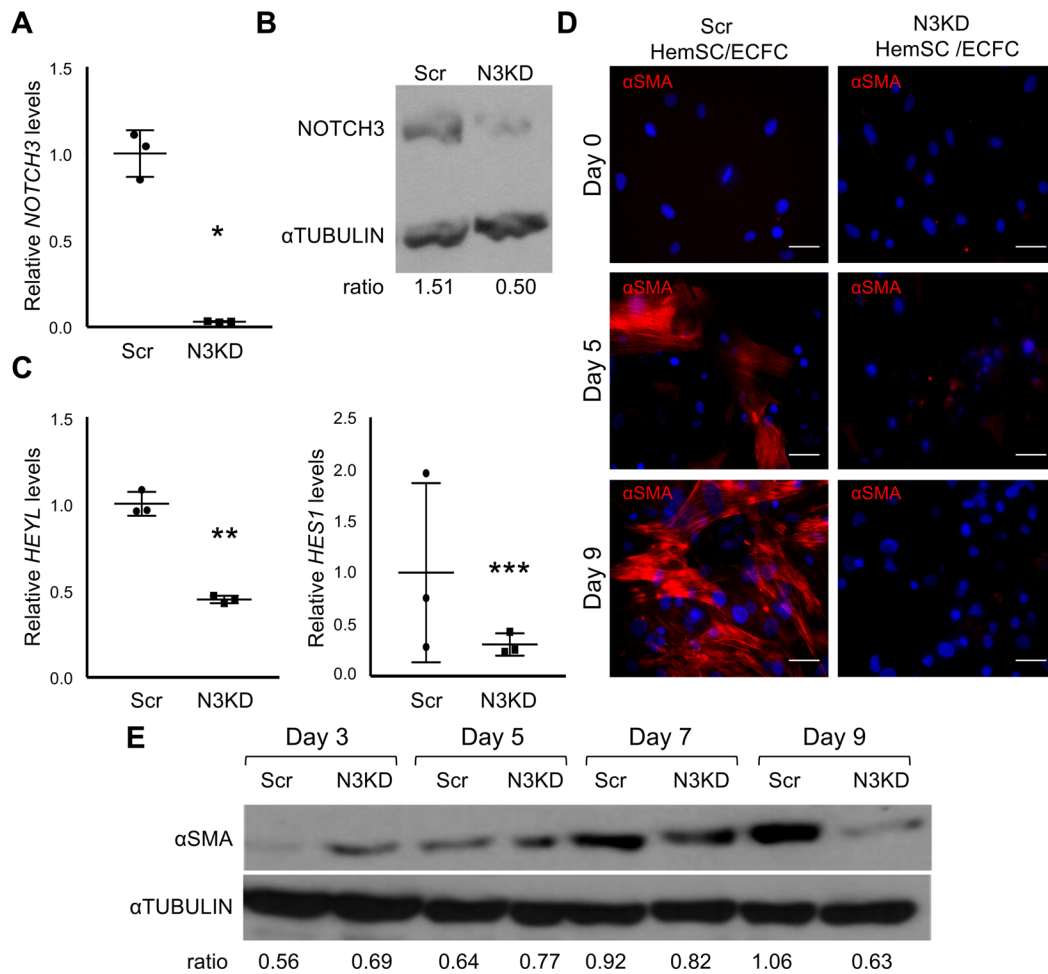 A
Relative NOTCH3 levels
1.5
1.0
0.5
0.0
*
Scr N3KD
B
Scr N3KD
NOTCH3
αTUBULIN
ratio 1.51 0.50
C
Relative HEYL levels
1.5
1.0
0.5
0.0
**
Scr N3KD
Relative HES1 levels
2.5
2.0
1.5
1.0
0.5
0.0
***
Scr N3KD
D
Scr
HemSC/ECFC
N3KD
HemSC /ECFC
Day 0
αSMA αSMA
Day 5
αSMA αSMA
Day 9
αSMA αSMA
E
Day 3 Day 5 Day 7 Day 9
Scr N3KD Scr N3KD Scr N3KD Scr N3KD
αSMA
αTUBULIN
ratio 0.56 0.69 0.64 0.77 0.92 0.82 1.06 0.63